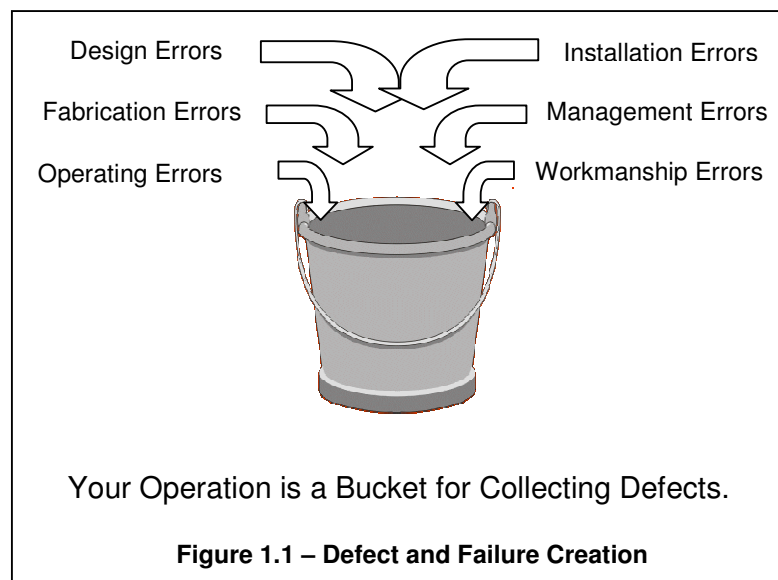 Design Errors
Installation Errors
Fabrication Errors
Management Errors
Operating Errors
Workmanship Errors
Your Operation is a Bucket for Collecting Defects.
Figure 1.1 – Defect and Failure Creation